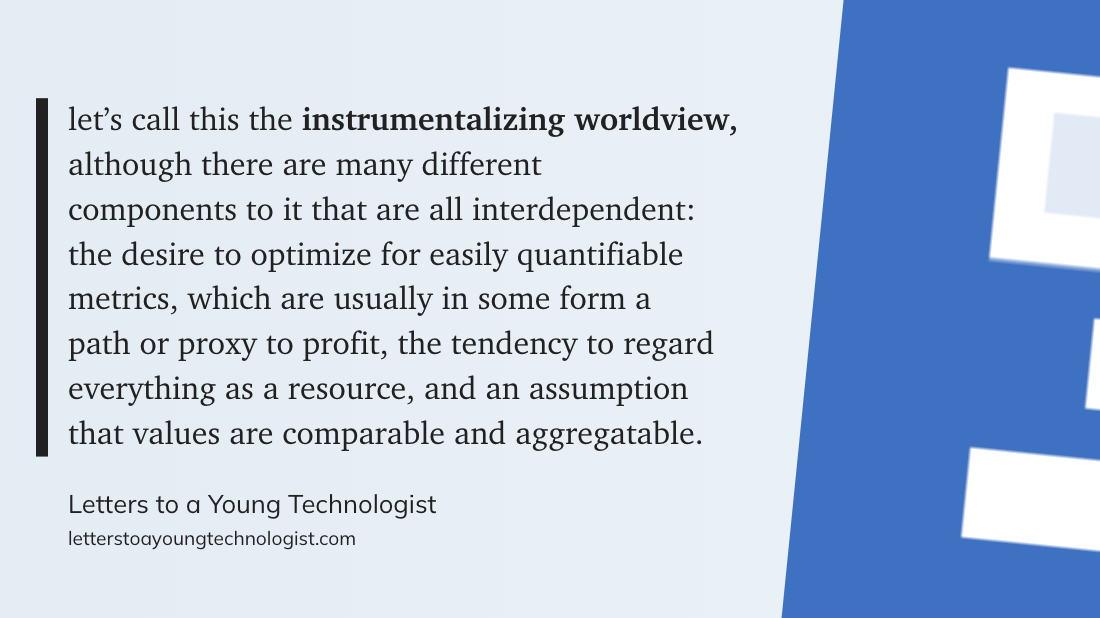 let’s call this the instrumentalizing worldview,
although there are many different
components to it that are all interdependent:
the desire to optimize for easily quantifiable
metrics, which are usually in some form a
path or proxy to profit, the tendency to regard
everything as a resource, and an assumption
that values are comparable and aggregatable.
Letters to a Young Technologist
letterstoayoungtechnologist.com